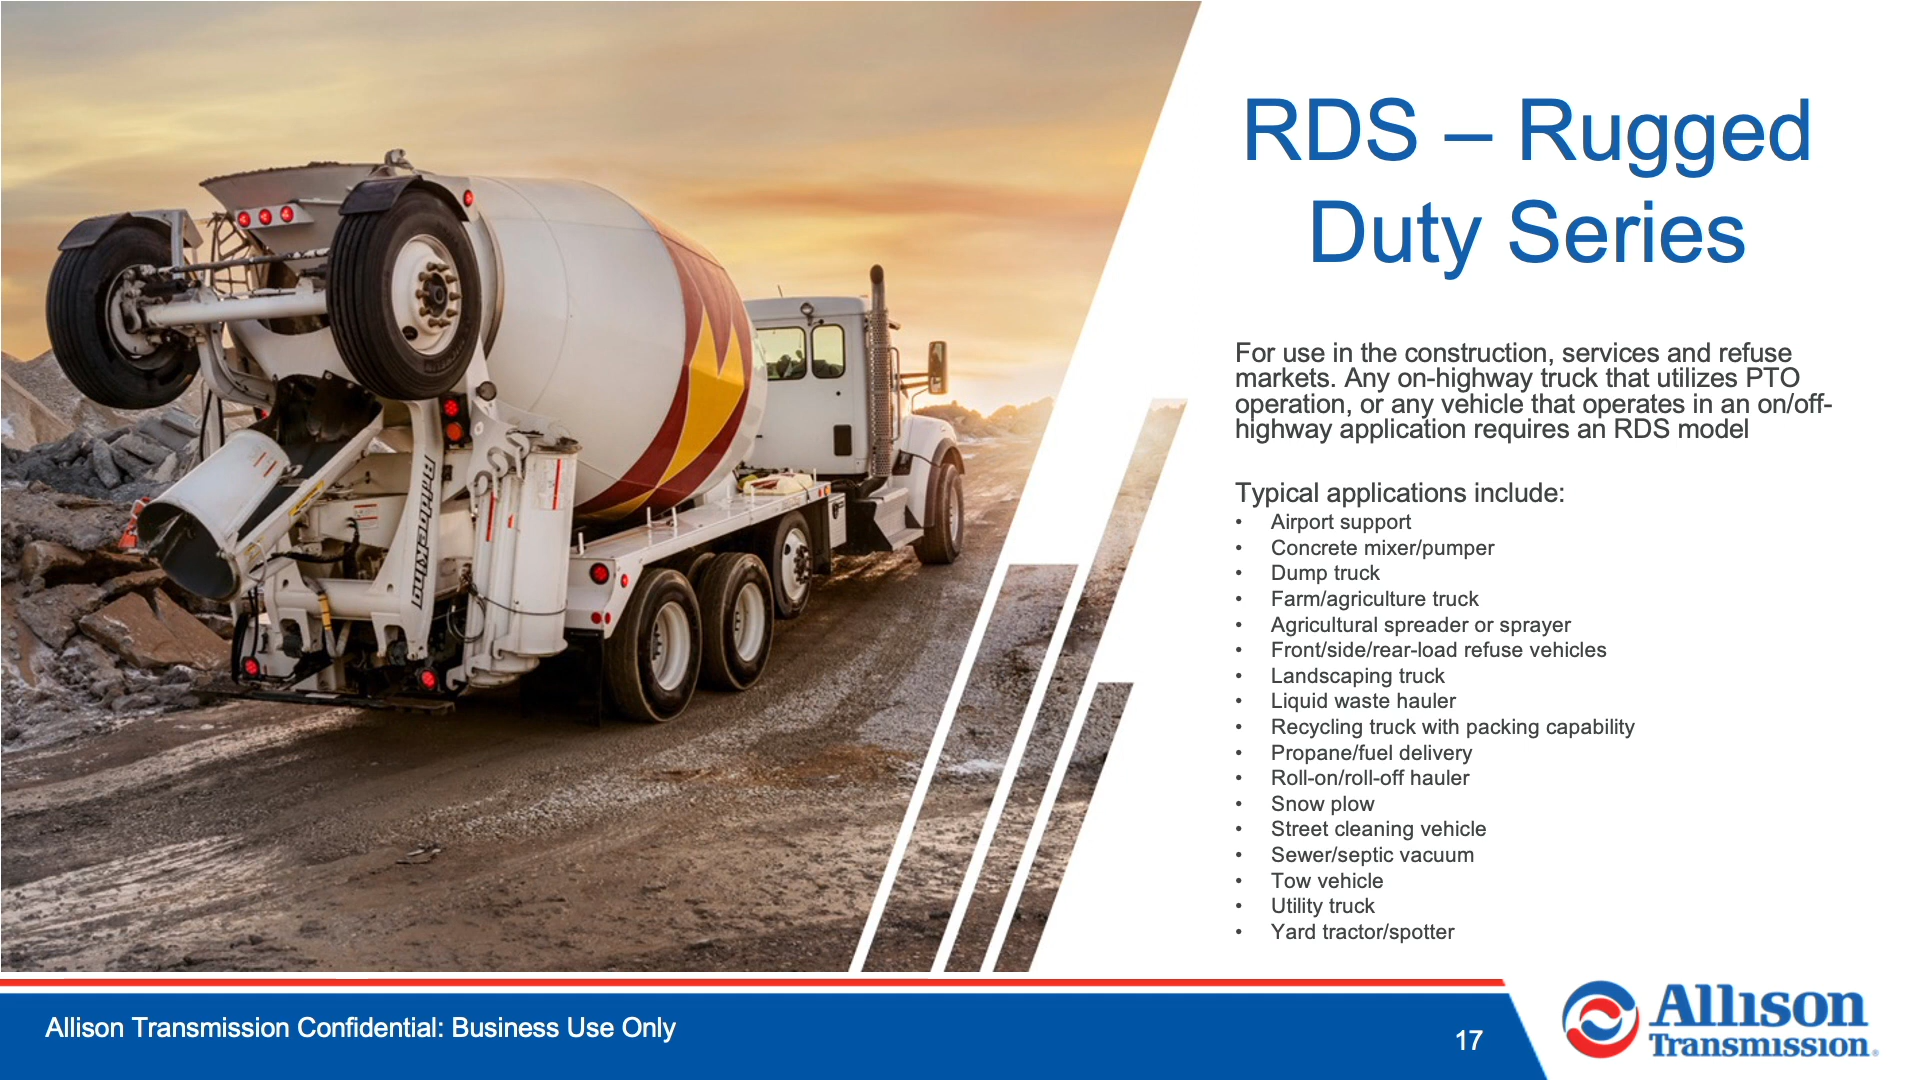 RDS – Rugged
Duty Series
For use in the construction, services and refuse
markets. Any on-highway truck that utilizes PTO
operation, or any vehicle that operates in an on/off-
highway application requires an RDS model
Typical applications include:
• Airport support
• Concrete mixer/pumper
• Dump truck
• Farm/agriculture truck
• Agricultural spreader or sprayer
• Front/side/rear-load refuse vehicles
• Landscaping truck
• Liquid waste hauler
• Recycling truck with packing capability
• Propane/fuel delivery
• Roll-on/roll-off hauler
• Snow plow
• Street cleaning vehicle
• Sewer/septic vacuum
• Tow vehicle
• Utility truck
• Yard tractor/spotter
BridgeKing
Allison Transmission Confidential: Business Use Only
17
Allison
Transmission®